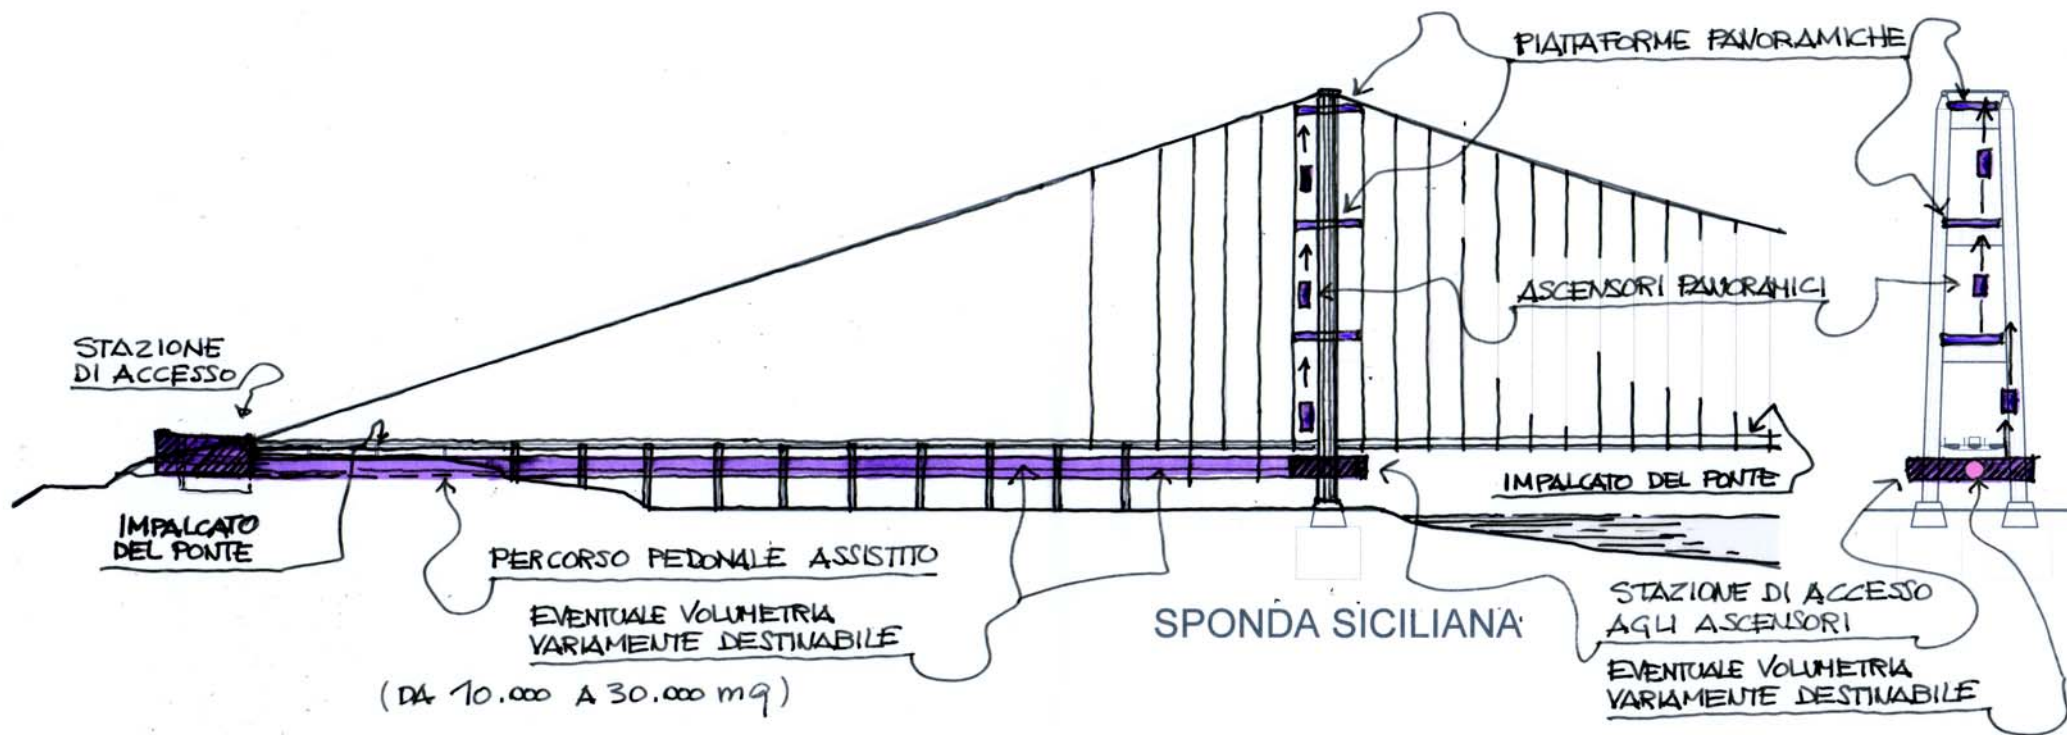 PIATTAFORME PANORAMICHE
ASCENSORI PANORAMICI
STAZIONE
DI ACCESSO
IMPALCATO DEL PONTE
IMPALCATO
DEL PONTE
PERCORSO PEDONALE ASSISTITO
EVENTUALE VOLUMETRIA
VARIAMENTE DESTINABILE
(DA 10.000 A 30.000 mq)
SPONDA SICILIANA
STAZIONE DI ACCESSO
AGLI ASCENSORI
EVENTUALE VOLUMETRIA
VARIAMENTE DESTINABILE